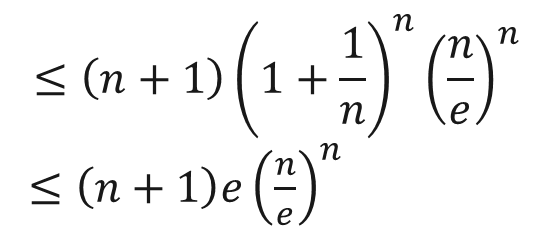 ≤ (n + 1) (1 + 1/n)^n (n/e)^n
≤ (n + 1)e (n/e)^n